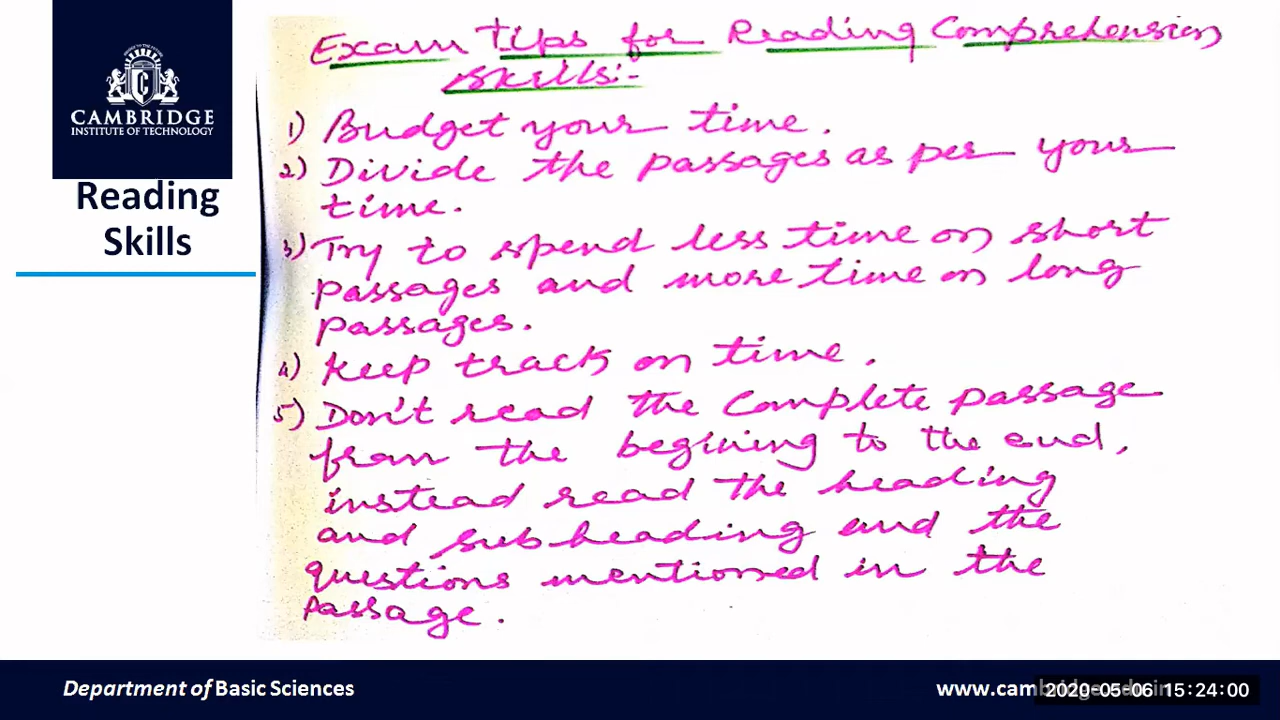 CAMBRIDGE
INSTITUTE OF TECHNOLOGY
Reading
Skills
Exam tips for Reading Comprehension
Skills:-
1) Budget your time.
2) Divide the passages as per your
time.
3) Try to spend less time on short
passages and more time on long
passages.
4) Keep track on time.
5) Don't read the Complete passage
from the begining to the end,
instead read the heading
and subheading and the
questions mentioned in the
Passage.
Department of Basic Sciences
www.cambridge.edu.in
2020-05-06 15:24:00